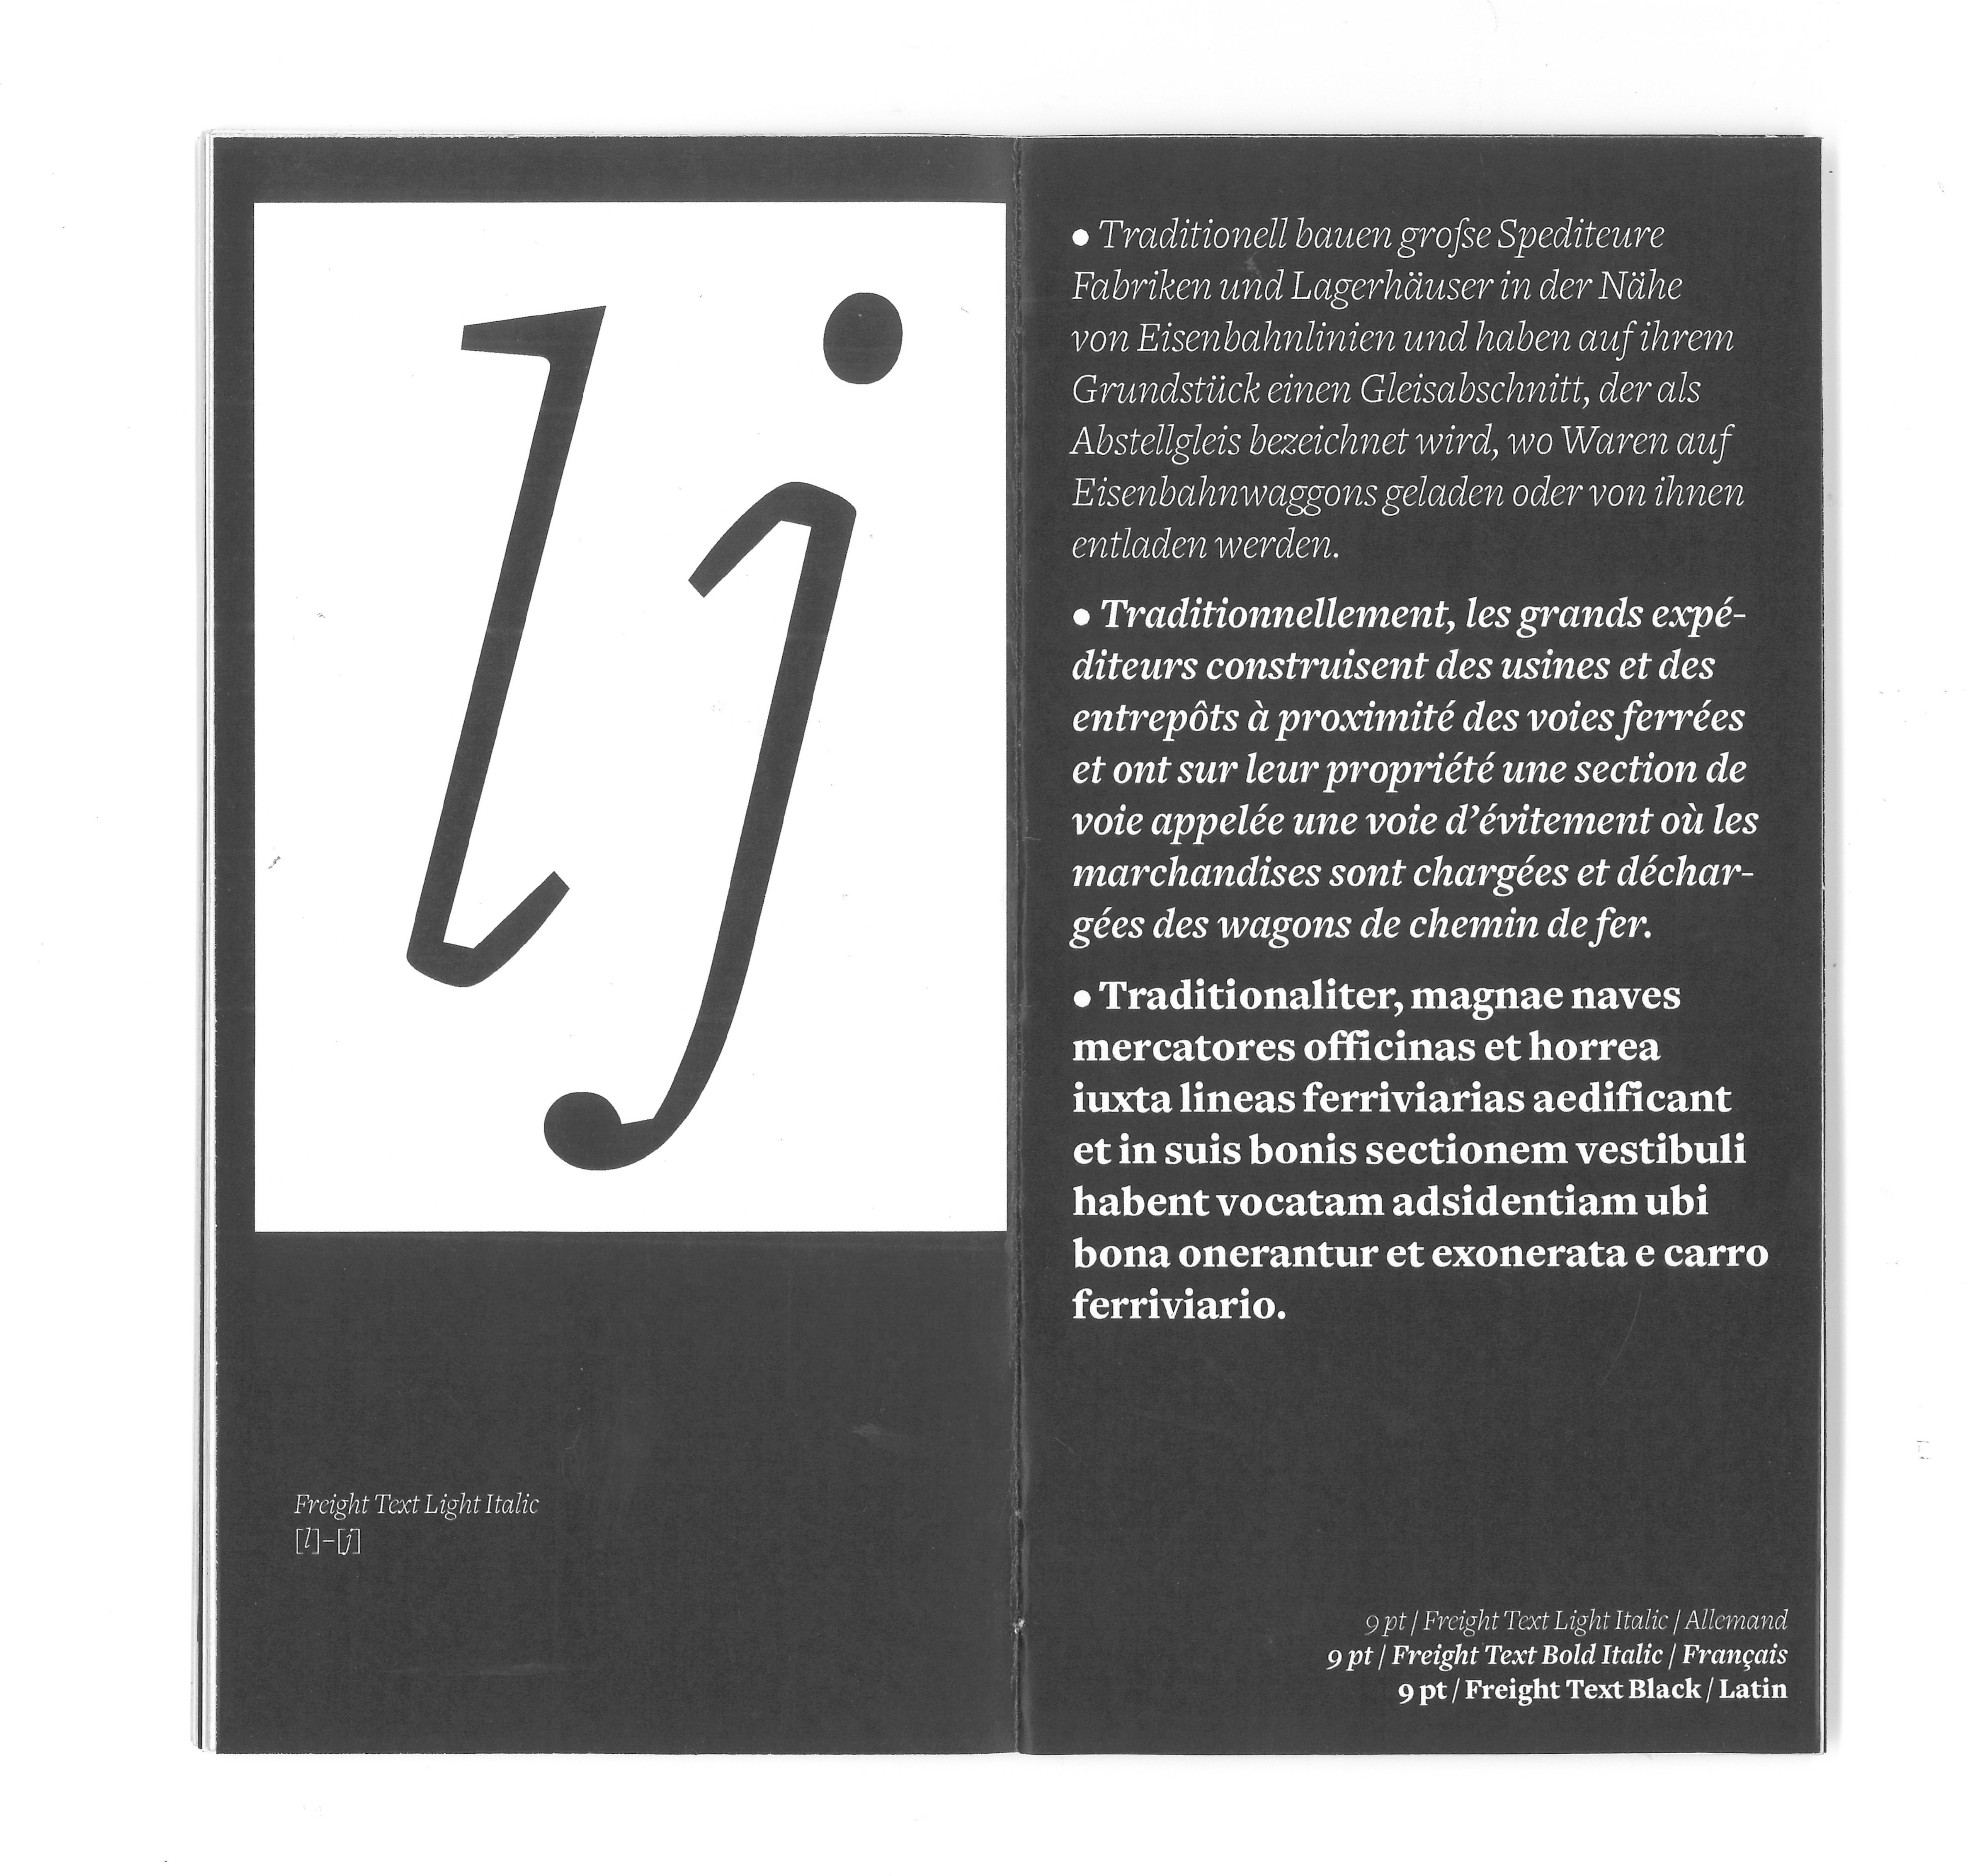 l j
Freight Text Light Italic
[l]–[j]
• Traditionell bauen große Spediteure
Fabriken und Lagerhäuser in der Nähe
von Eisenbahnlinien und haben auf ihrem
Grundstück einen Gleisabschnitt, der als
Abstellgleis bezeichnet wird, wo Waren auf
Eisenbahnwaggons geladen oder von ihnen
entladen werden.
• Traditionnellement, les grands expé-
diteurs construisent des usines et des
entrepôts à proximité des voies ferrées
et ont sur leur propriété une section de
voie appelée une voie d’évitement où les
marchandises sont chargées et déchar-
gées des wagons de chemin de fer.
• Traditionaliter, magnae naves
mercatores officinas et horrea
iuxta lineas ferriviarias aedificant
et in suis bonis sectionem vestibuli
habent vocatam adsidentiam ubi
bona onerantur et exonerata e carro
ferriviario.
9 pt / Freight Text Light Italic / Allemand
9 pt / Freight Text Bold Italic / Français
9 pt / Freight Text Black / Latin